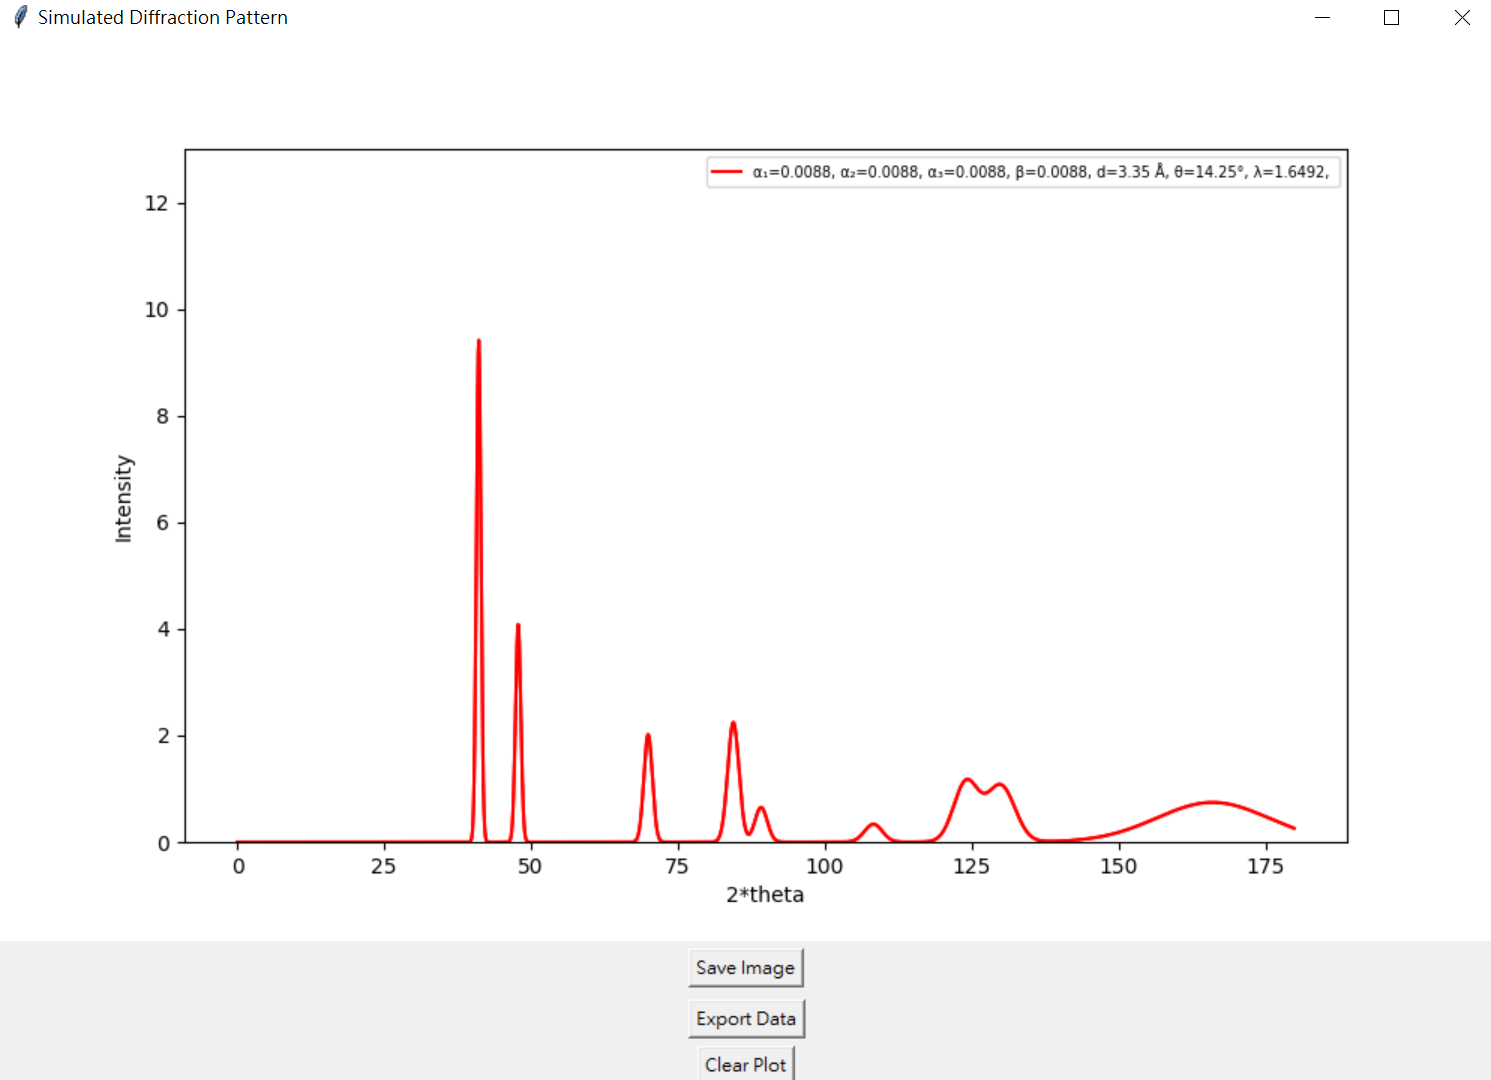 Simulated Diffraction Pattern
α₁=0.0088, α₂=0.0088, α₃=0.0088, β=0.0088, d=3.35 Å, θ=14.25°, λ=1.6492,
12
10
8
6
4
2
0
Intensity
0 25 50 75 100 125 150 175
2*theta
Save Image
Export Data
Clear Plot